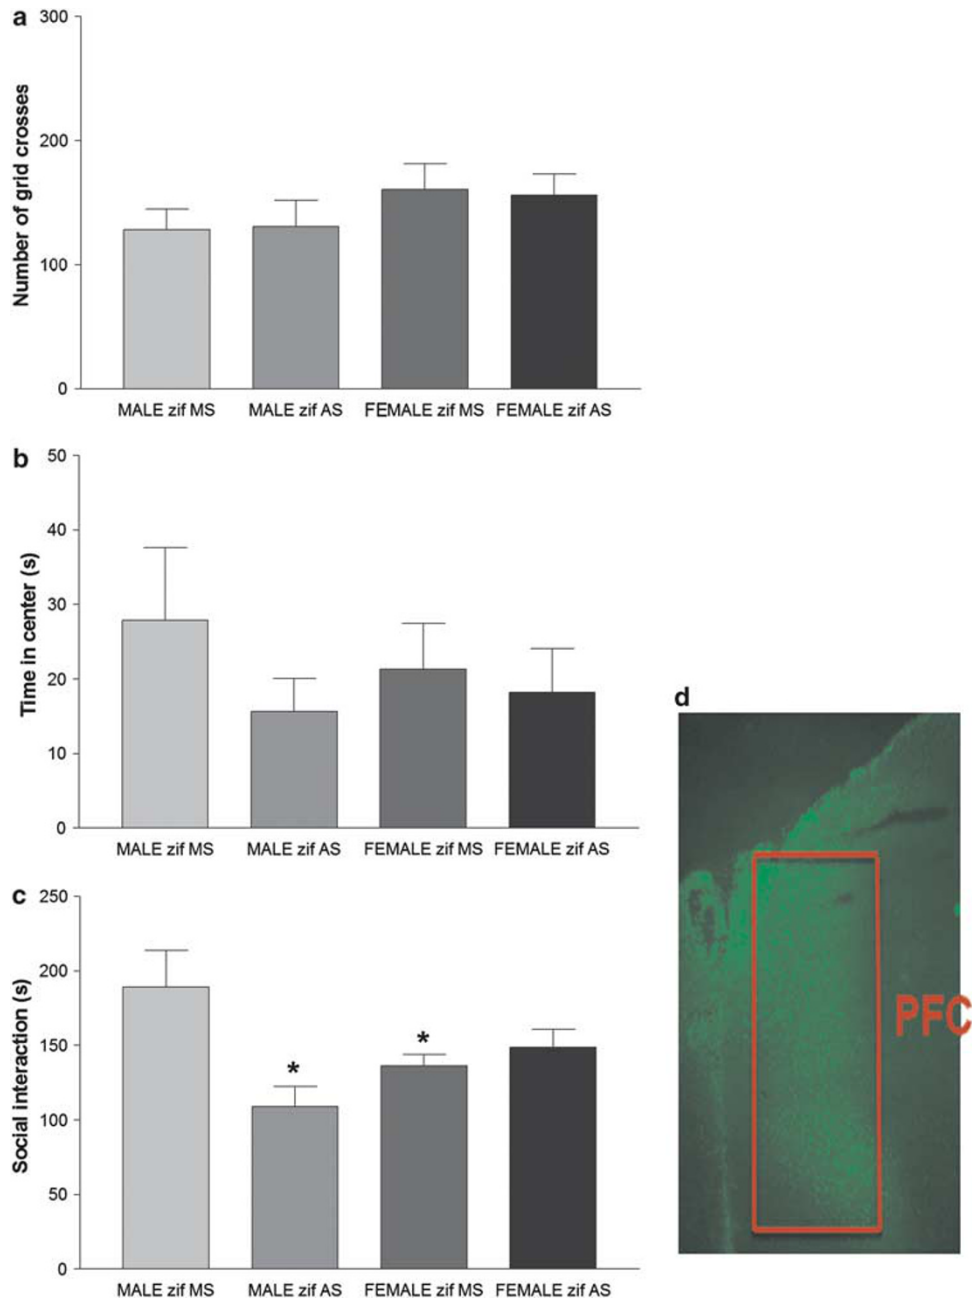 a
300
200
100
0
Number of grid crosses
MALE zif MS MALE zif AS FEMALE zif MS FEMALE zif AS
b
50
40
30
20
10
0
Time in center (s)
MALE zif MS MALE zif AS FEMALE zif MS FEMALE zif AS
c
250
200
150
100
50
0
Social interaction (s)
*
*
MALE zif MS MALE zif AS FEMALE zif MS FEMALE zif AS
d
PFC